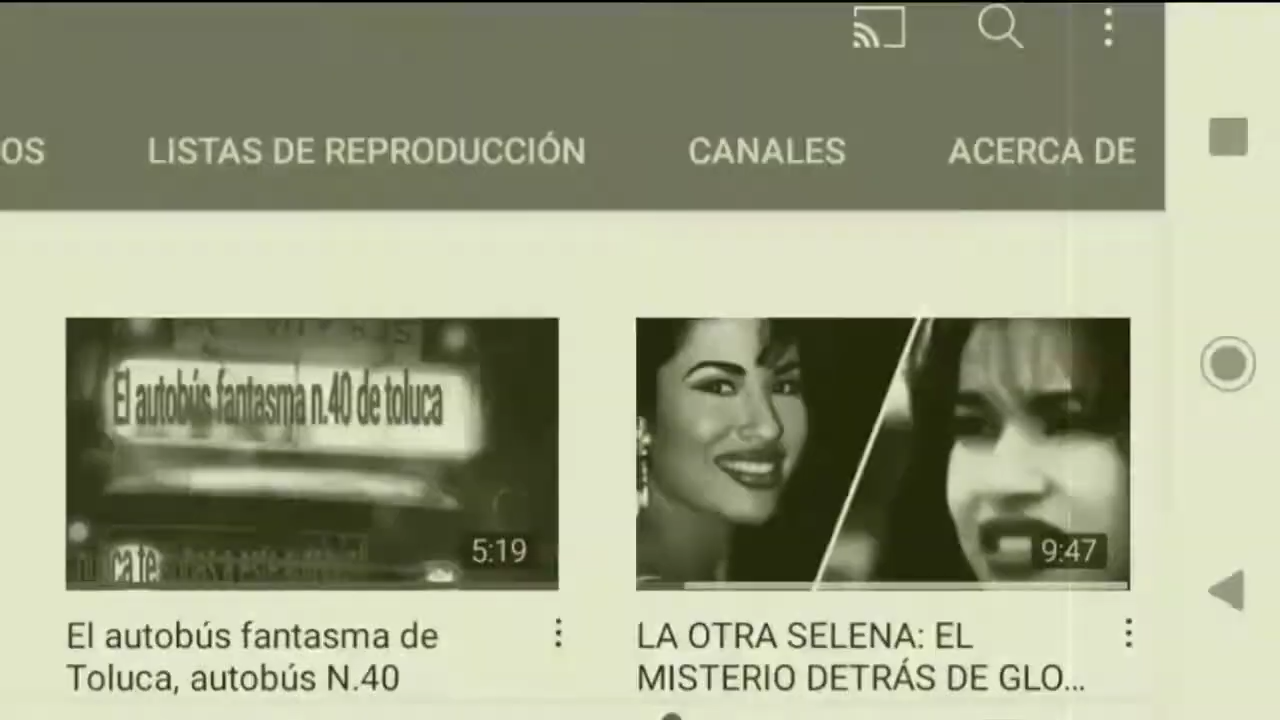 OS LISTAS DE REPRODUCCIÓN CANALES ACERCA DE
El autobús fantasma n.40 de toluca
5:19
9:47
El autobús fantasma de
Toluca, autobús N.40
LA OTRA SELENA: EL
MISTERIO DETRÁS DE GLO...